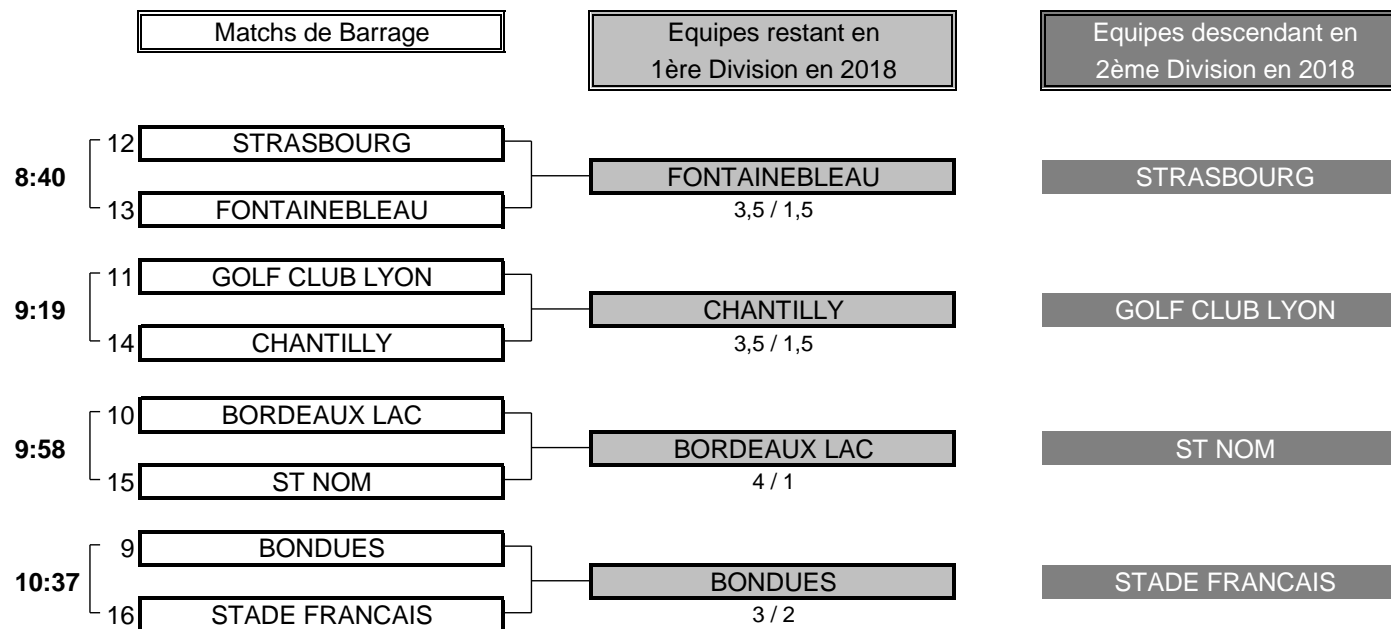 Matchs de Barrage
Equipes restant en
1ère Division en 2018
Equipes descendant en
2ème Division en 2018
8:40
12 STRASBOURG
13 FONTAINEBLEAU
FONTAINEBLEAU
3,5 / 1,5
STRASBOURG
9:19
11 GOLF CLUB LYON
14 CHANTILLY
CHANTILLY
3,5 / 1,5
GOLF CLUB LYON
9:58
10 BORDEAUX LAC
15 ST NOM
BORDEAUX LAC
4 / 1
ST NOM
10:37
9 BONDUES
16 STADE FRANCAIS
BONDUES
3 / 2
STADE FRANCAIS